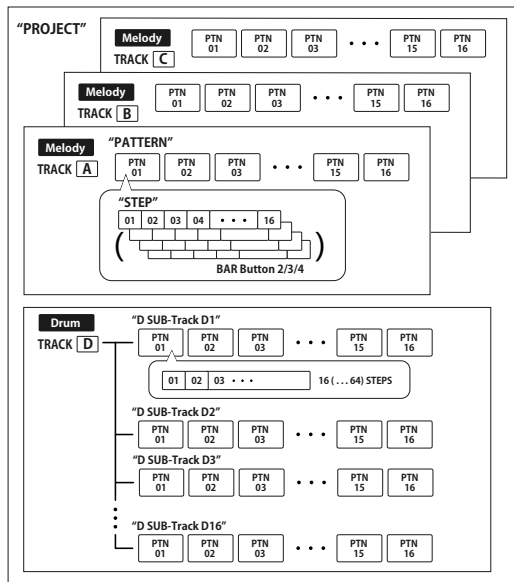 "PROJECT"
Melody
TRACK C
PTN 01 PTN 02 PTN 03 • • • PTN 15 PTN 16
Melody
TRACK B
PTN 01 PTN 02 PTN 03 • • • PTN 15 PTN 16
Melody
TRACK A
"PATTERN"
PTN 01 PTN 02 PTN 03 • • • PTN 15 PTN 16
"STEP"
01 02 03 04 • • • 16
BAR Button 2/3/4
Drum
TRACK D
"D SUB-Track D1"
PTN 01 PTN 02 PTN 03 • • • PTN 15 PTN 16
01 02 03 • • • 16 ( . . . 64) STEPS
"D SUB-Track D2"
PTN 01 PTN 02 PTN 03 • • • PTN 15 PTN 16
"D SUB-Track D3"
PTN 01 PTN 02 PTN 03 • • • PTN 15 PTN 16
"D SUB-Track D16"
PTN 01 PTN 02 PTN 03 • • • PTN 15 PTN 16